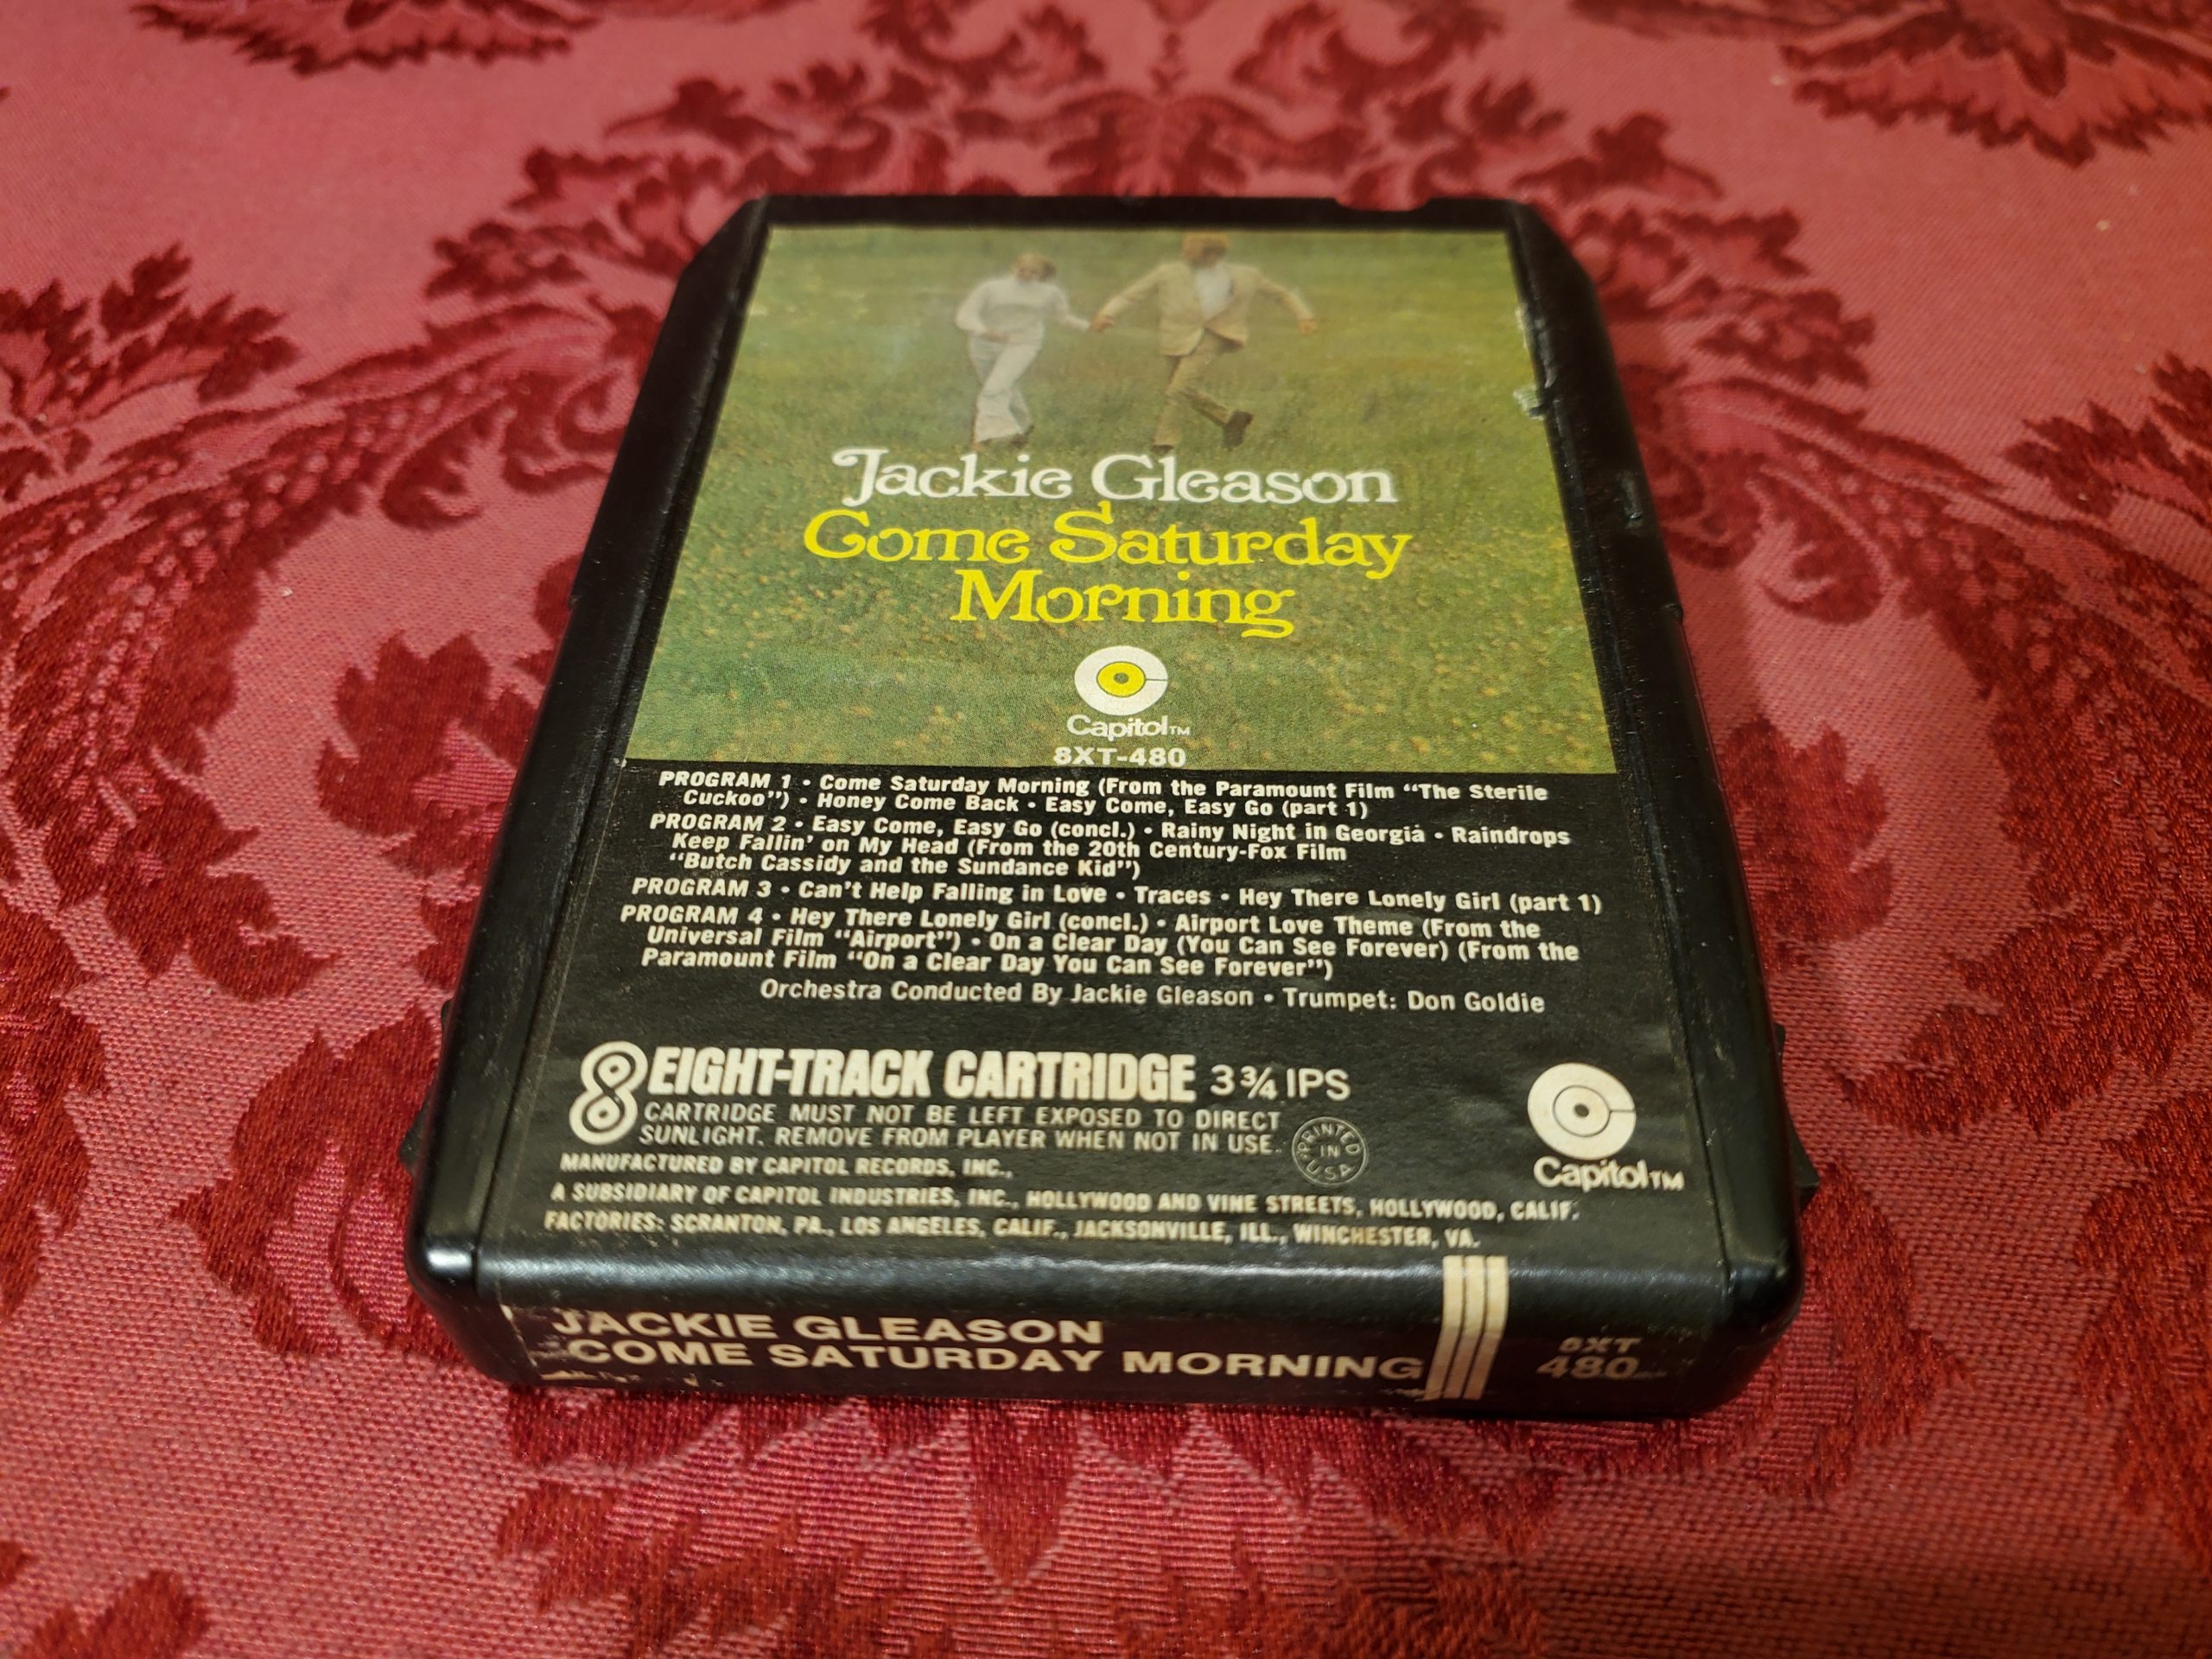 Jackie Gleason
Come Saturday
Morning
Capitol™
8XT-480
PROGRAM 1 • Come Saturday Morning (From the Paramount Film “The Sterile
Cuckoo”) • Honey Come Back • Easy Come, Easy Go (part 1)
PROGRAM 2 • Easy Come, Easy Go (concl.) • Rainy Night in Georgia • Raindrops
Keep Fallin’ on My Head (From the 20th Century-Fox Film
“Butch Cassidy and the Sundance Kid”)
PROGRAM 3 • Can’t Help Falling in Love • Traces • Hey There Lonely Girl (part 1)
PROGRAM 4 • Hey There Lonely Girl (concl.) • Airport Love Theme (From the
Universal Film “Airport”) • On a Clear Day (You Can See Forever) (From the
Paramount Film “On a Clear Day You Can See Forever”)
Orchestra Conducted By Jackie Gleason • Trumpet: Don Goldie
8 EIGHT-TRACK CARTRIDGE 3¾ IPS
CARTRIDGE MUST NOT BE LEFT EXPOSED TO DIRECT
SUNLIGHT. REMOVE FROM PLAYER WHEN NOT IN USE.
PRINTED
IN
U.S.A.
Capitol™
MANUFACTURED BY CAPITOL RECORDS, INC.,
A SUBSIDIARY OF CAPITOL INDUSTRIES, INC., HOLLYWOOD AND VINE STREETS, HOLLYWOOD, CALIF.
FACTORIES: SCRANTON, PA., LOS ANGELES, CALIF., JACKSONVILLE, ILL., WINCHESTER, VA.
JACKIE GLEASON
COME SATURDAY MORNING
8XT
480